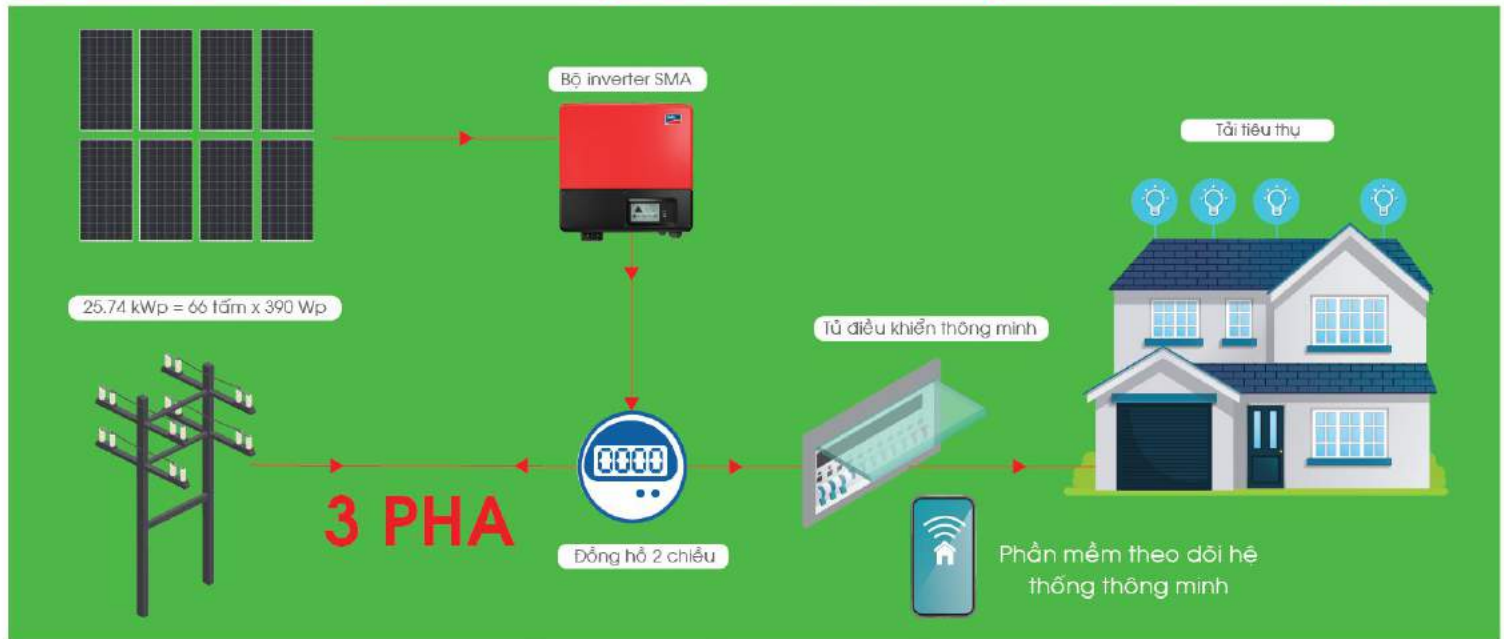 Bộ inverter SMA
Tải tiêu thụ
25.74 kWp = 66 tấm x 390 Wp
Tủ điều khiển thông minh
0000
3 PHA
Đồng hồ 2 chiều
Phần mềm theo dõi hệ
thống thông minh